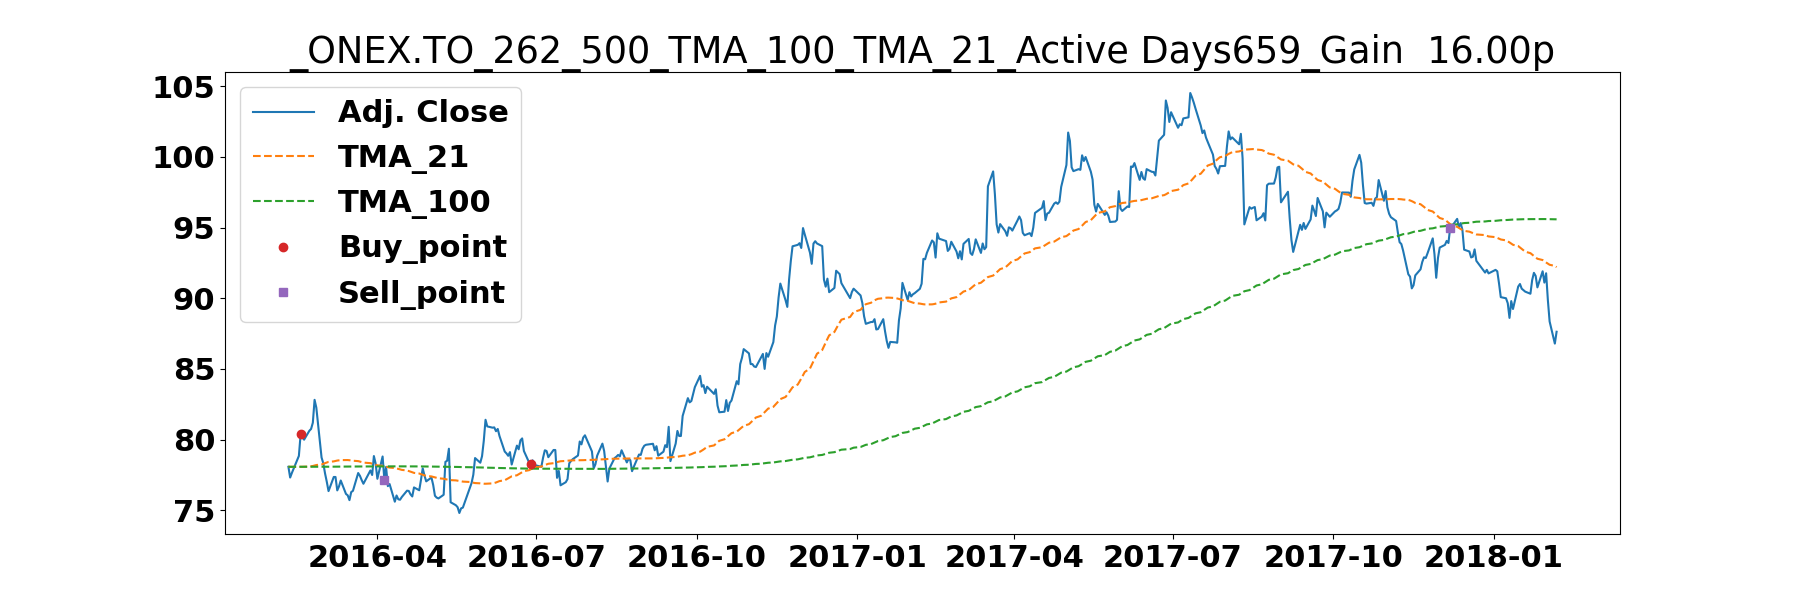 _ONEX.TO_262_500_TMA_100_TMA_21_Active Days659_Gain  16.00p
105
100
95
90
85
80
75
Adj. Close
TMA_21
TMA_100
Buy_point
Sell_point
2016-04 2016-07 2016-10 2017-01 2017-04 2017-07 2017-10 2018-01